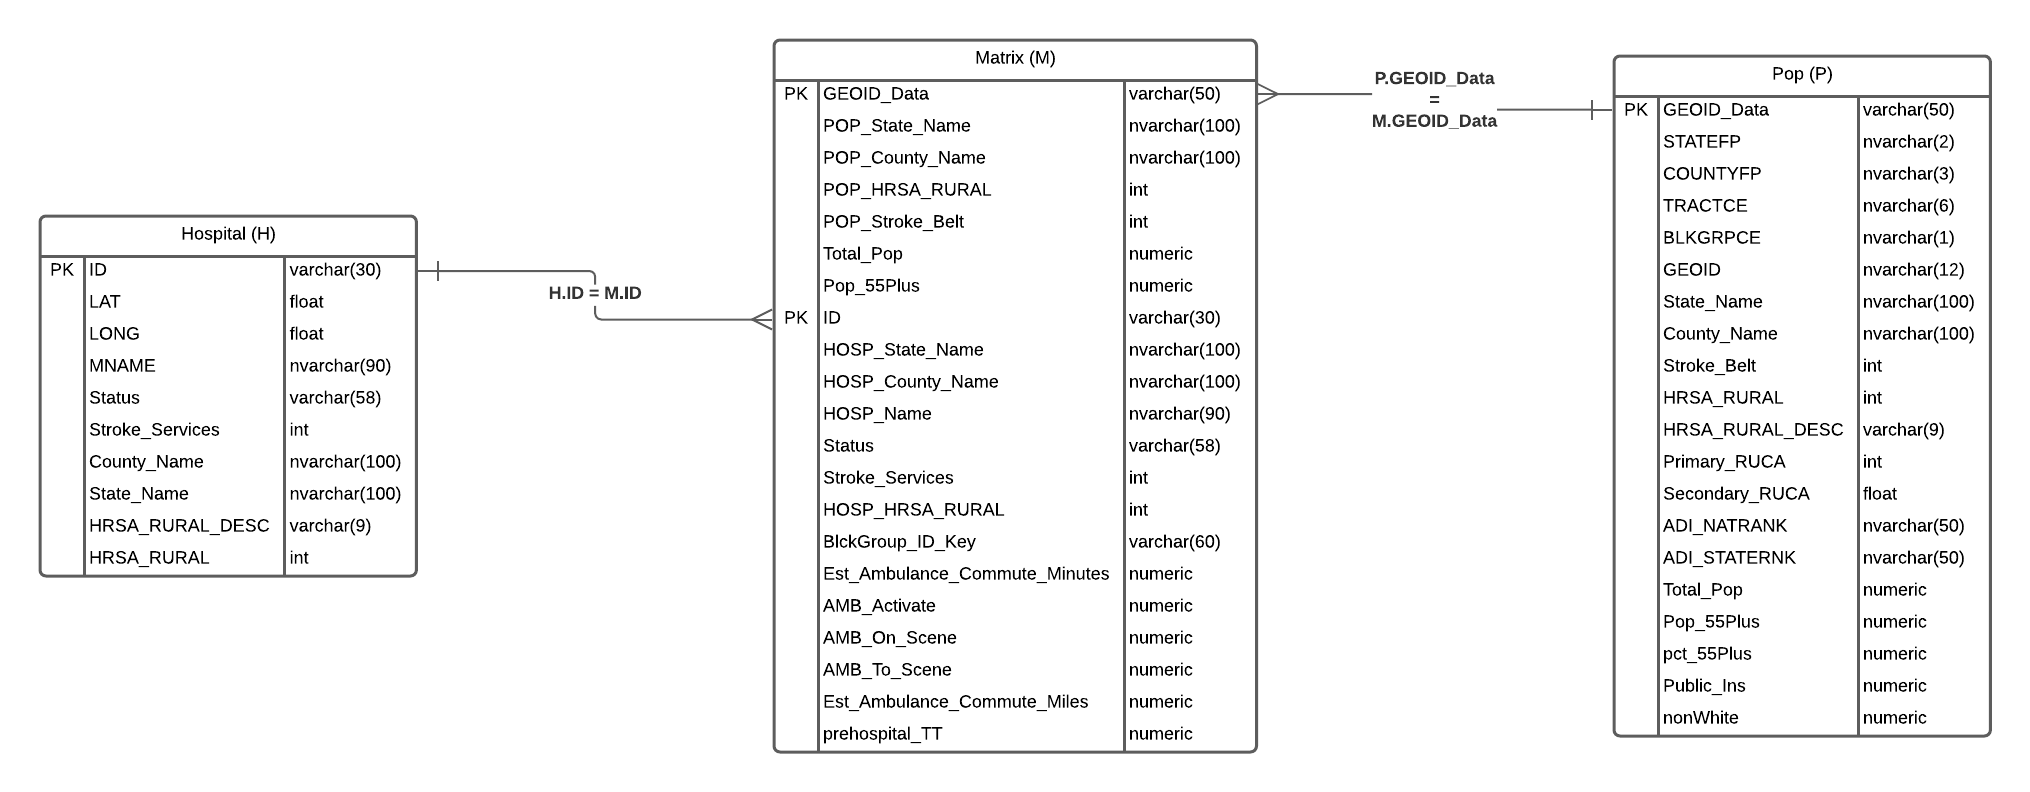 Hospital (H)
PK ID varchar(30)
LAT float
LONG float
MNAME nvarchar(90)
Status varchar(58)
Stroke_Services int
County_Name nvarchar(100)
State_Name nvarchar(100)
HRSA_RURAL_DESC varchar(9)
HRSA_RURAL int
H.ID = M.ID
Matrix (M)
PK GEOID_Data varchar(50)
POP_State_Name nvarchar(100)
POP_County_Name nvarchar(100)
POP_HRSA_RURAL int
POP_Stroke_Belt int
Total_Pop numeric
Pop_55Plus numeric
PK ID varchar(30)
HOSP_State_Name nvarchar(100)
HOSP_County_Name nvarchar(100)
HOSP_Name nvarchar(90)
Status varchar(58)
Stroke_Services int
HOSP_HRSA_RURAL int
BlckGroup_ID_Key varchar(60)
Est_Ambulance_Commute_Minutes numeric
AMB_Activate numeric
AMB_On_Scene numeric
AMB_To_Scene numeric
Est_Ambulance_Commute_Miles numeric
prehospital_TT numeric
P.GEOID_Data
=
M.GEOID_Data
Pop (P)
PK GEOID_Data varchar(50)
STATEFP nvarchar(2)
COUNTYFP nvarchar(3)
TRACTCE nvarchar(6)
BLKGRPCE nvarchar(1)
GEOID nvarchar(12)
State_Name nvarchar(100)
County_Name nvarchar(100)
Stroke_Belt int
HRSA_RURAL int
HRSA_RURAL_DESC varchar(9)
Primary_RUCA int
Secondary_RUCA float
ADI_NATRANK nvarchar(50)
ADI_STATERNK nvarchar(50)
Total_Pop numeric
Pop_55Plus numeric
pct_55Plus numeric
Public_Ins numeric
nonWhite numeric